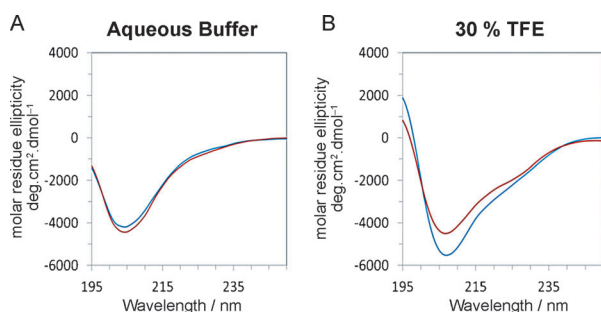 A
Aqueous Buffer
4000
2000
0
-2000
-4000
-6000
195
215
235
molar residue ellipticity
deg.cm².dmol⁻¹
Wavelength / nm
B
30 % TFE
4000
2000
0
-2000
-4000
-6000
195
215
235
molar residue ellipticity
deg.cm².dmol⁻¹
Wavelength / nm